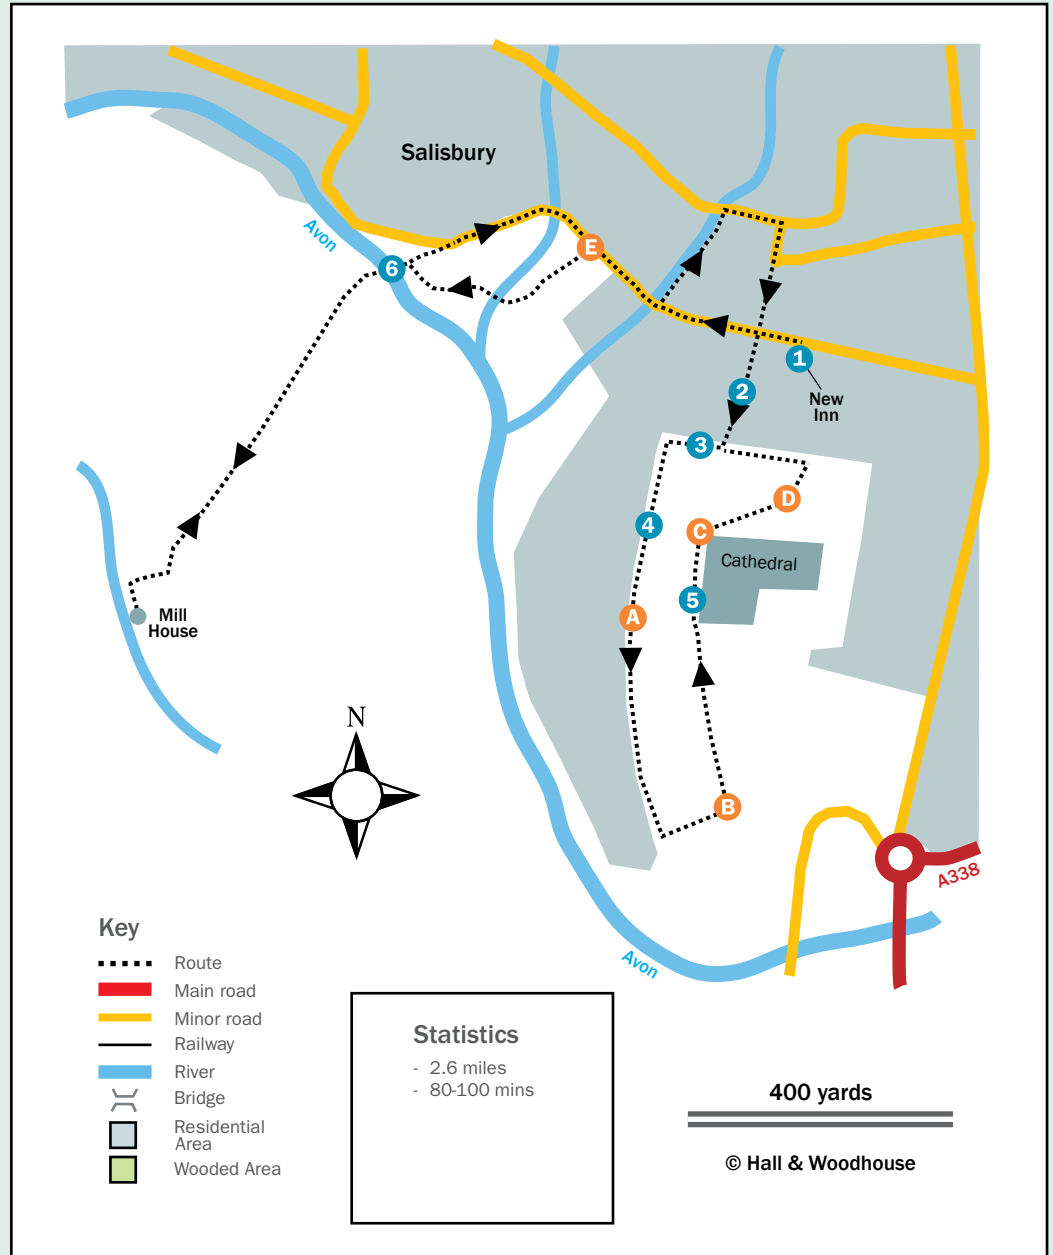 Salisbury
Avon
E
6
1
New
Inn
2
3
D
4
C
Cathedral
5
A
Mill
House
N
B
A338
Avon
Key
Route
Main road
Minor road
Railway
River
Bridge
Residential
Area
Wooded Area
Statistics
- 2.6 miles
- 80-100 mins
400 yards
© Hall & Woodhouse